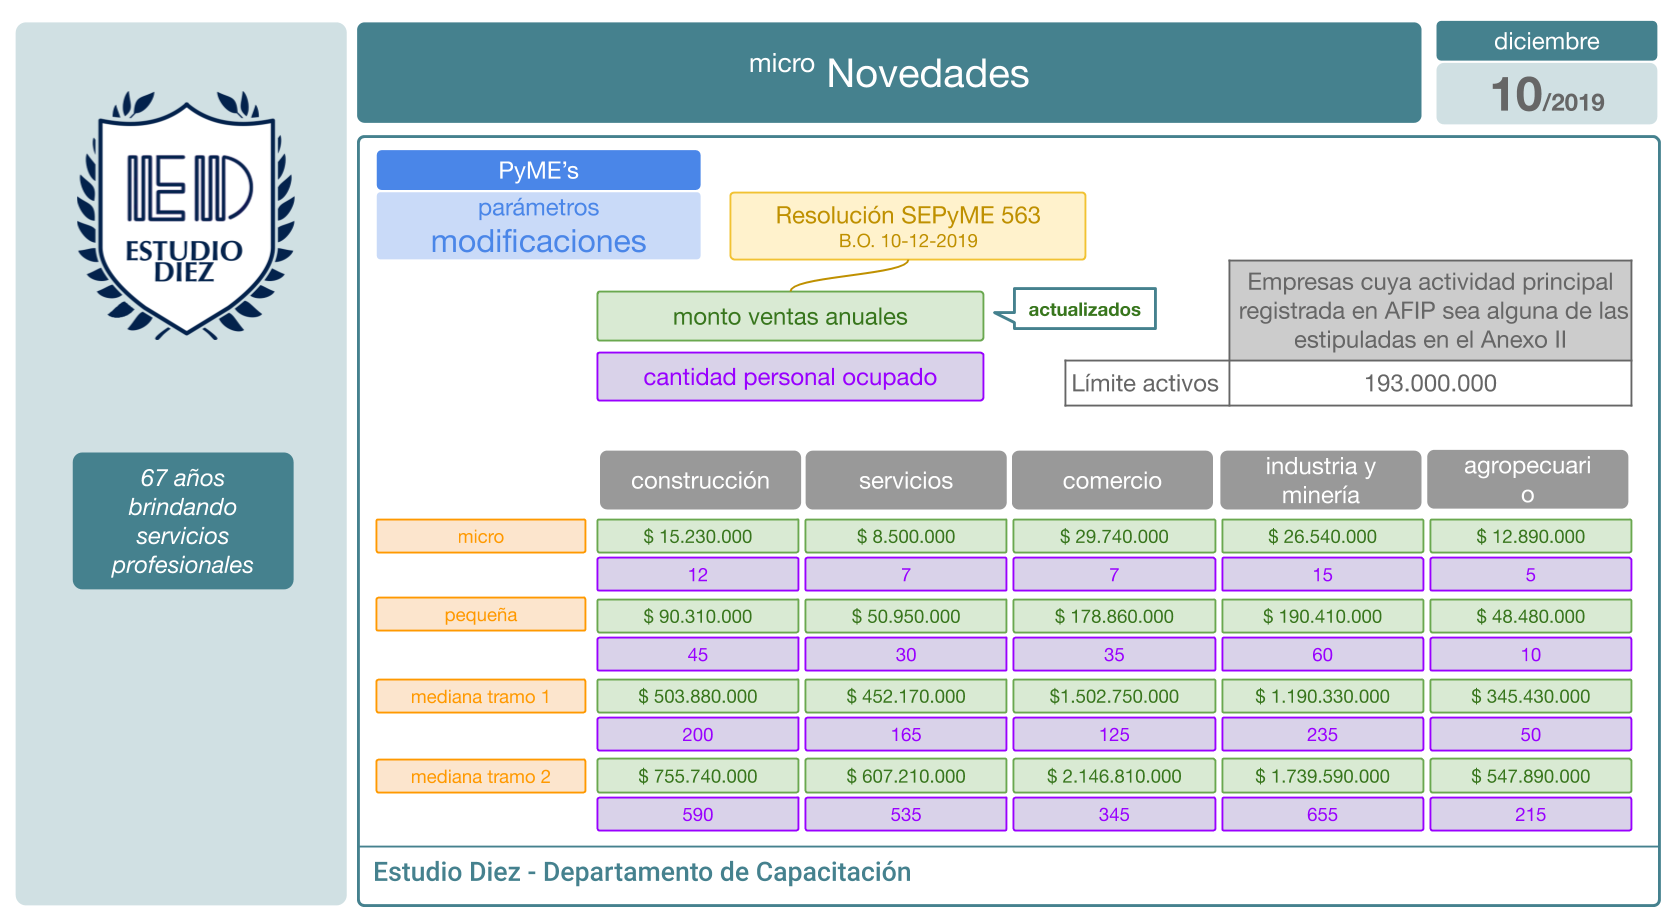 micro Novedades
diciembre
10/2019
ESTUDIO
DIEZ
67 años
brindando
servicios
profesionales
PyME’s
parámetros
modificaciones
Resolución SEPyME 563
B.O. 10-12-2019
monto ventas anuales
actualizados
cantidad personal ocupado
Empresas cuya actividad principal
registrada en AFIP sea alguna de las
estipuladas en el Anexo II
Límite activos 193.000.000
construcción servicios comercio industria y minería agropecuari
o
micro $ 15.230.000 $ 8.500.000 $ 29.740.000 $ 26.540.000 $ 12.890.000
12 7 7 15 5
pequeña $ 90.310.000 $ 50.950.000 $ 178.860.000 $ 190.410.000 $ 48.480.000
45 30 35 60 10
mediana tramo 1 $ 503.880.000 $ 452.170.000 $1.502.750.000 $ 1.190.330.000 $ 345.430.000
200 165 125 235 50
mediana tramo 2 $ 755.740.000 $ 607.210.000 $ 2.146.810.000 $ 1.739.590.000 $ 547.890.000
590 535 345 655 215
Estudio Diez - Departamento de Capacitación